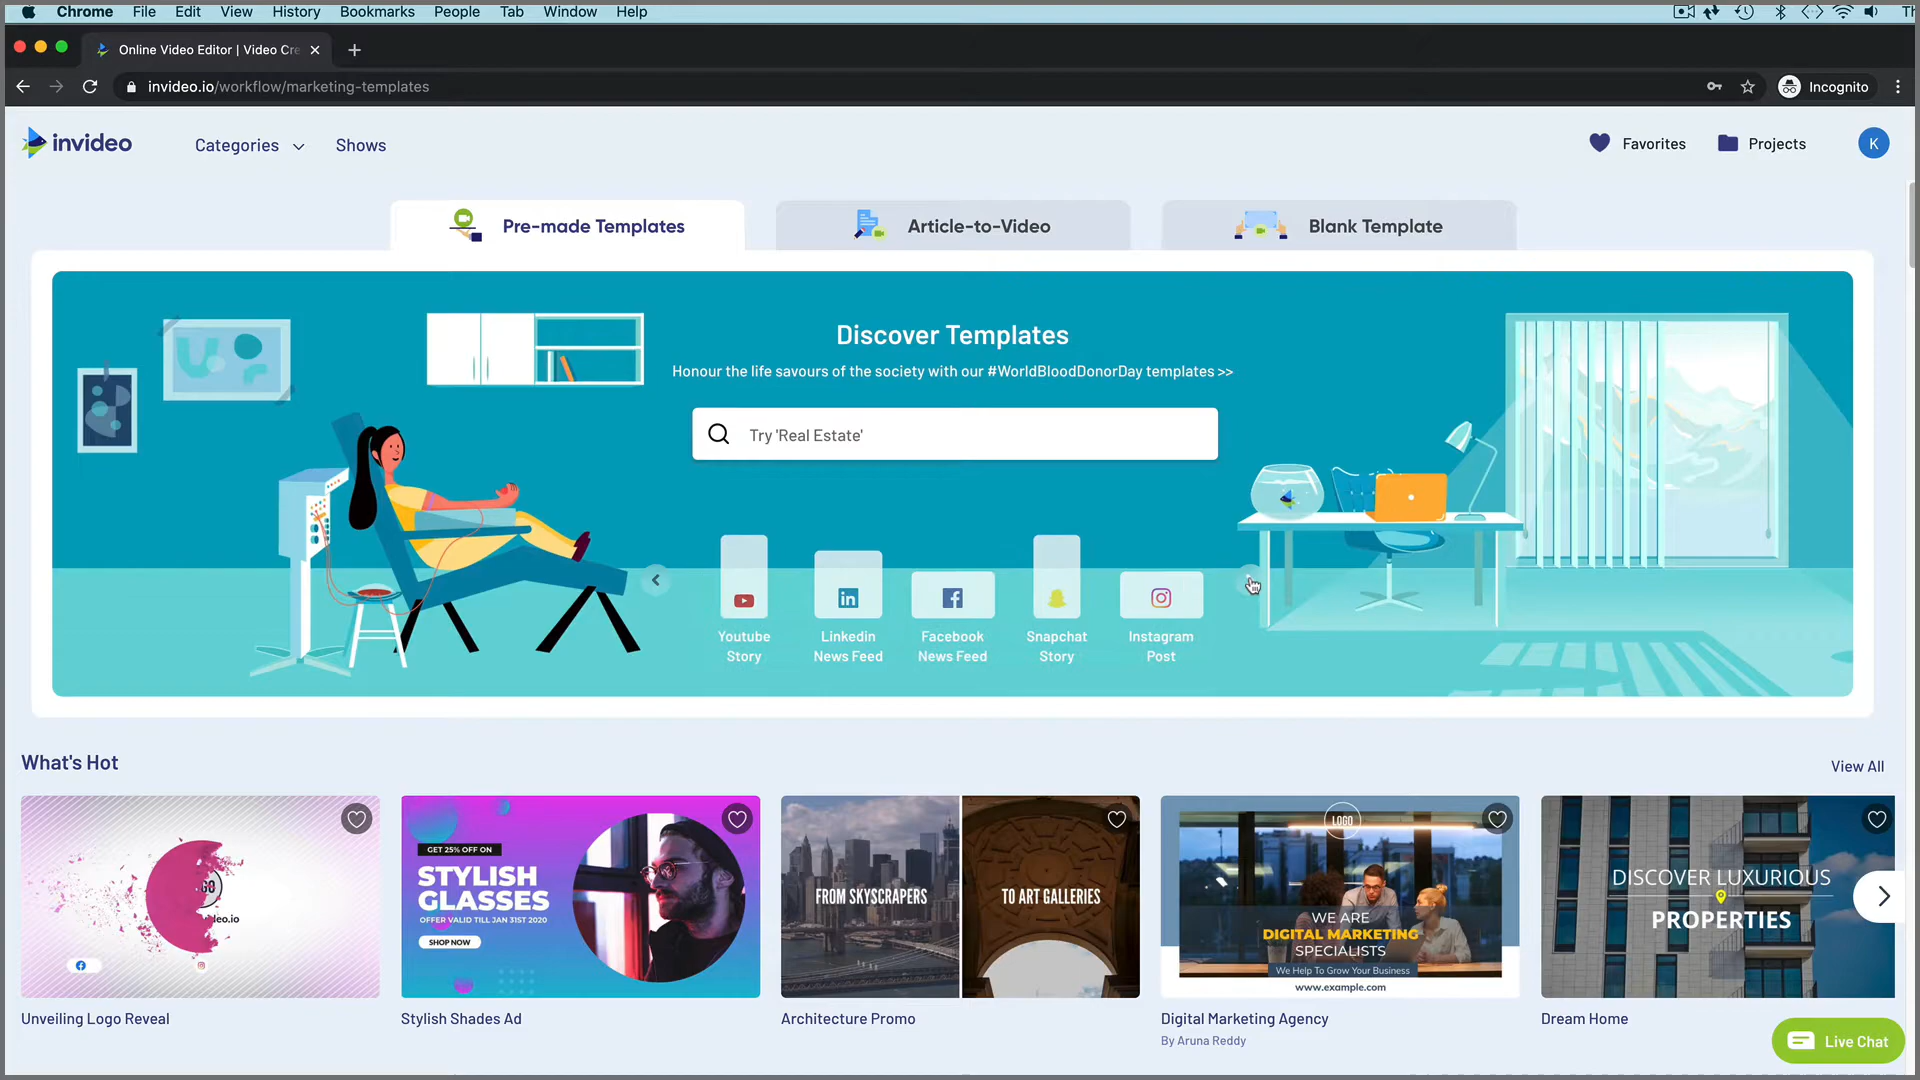 Chrome File Edit View History Bookmarks People Tab Window Help
Online Video Editor | Video Cre
invideo.io/workflow/marketing-templates
Incognito
invideo
Categories
Shows
Favorites
Projects
K
Pre-made Templates
Article-to-Video
Blank Template
Discover Templates
Honour the life savours of the society with our #WorldBloodDonorDay templates >>
Try 'Real Estate'
Youtube
Story
Linkedin
News Feed
Facebook
News Feed
Snapchat
Story
Instagram
Post
What's Hot
View All
GET 25% OFF ON
STYLISH
GLASSES
OFFER VALID TILL JAN 31ST 2020
SHOP NOW
FROM SKYSCRAPERS
TO ART GALLERIES
LOGO
WE ARE
DIGITAL MARKETING
SPECIALISTS
We Help To Grow Your Business
www.example.com
DISCOVER LUXURIOUS
PROPERTIES
Unveiling Logo Reveal
Stylish Shades Ad
Architecture Promo
Digital Marketing Agency
By Aruna Reddy
Dream Home
Live Chat